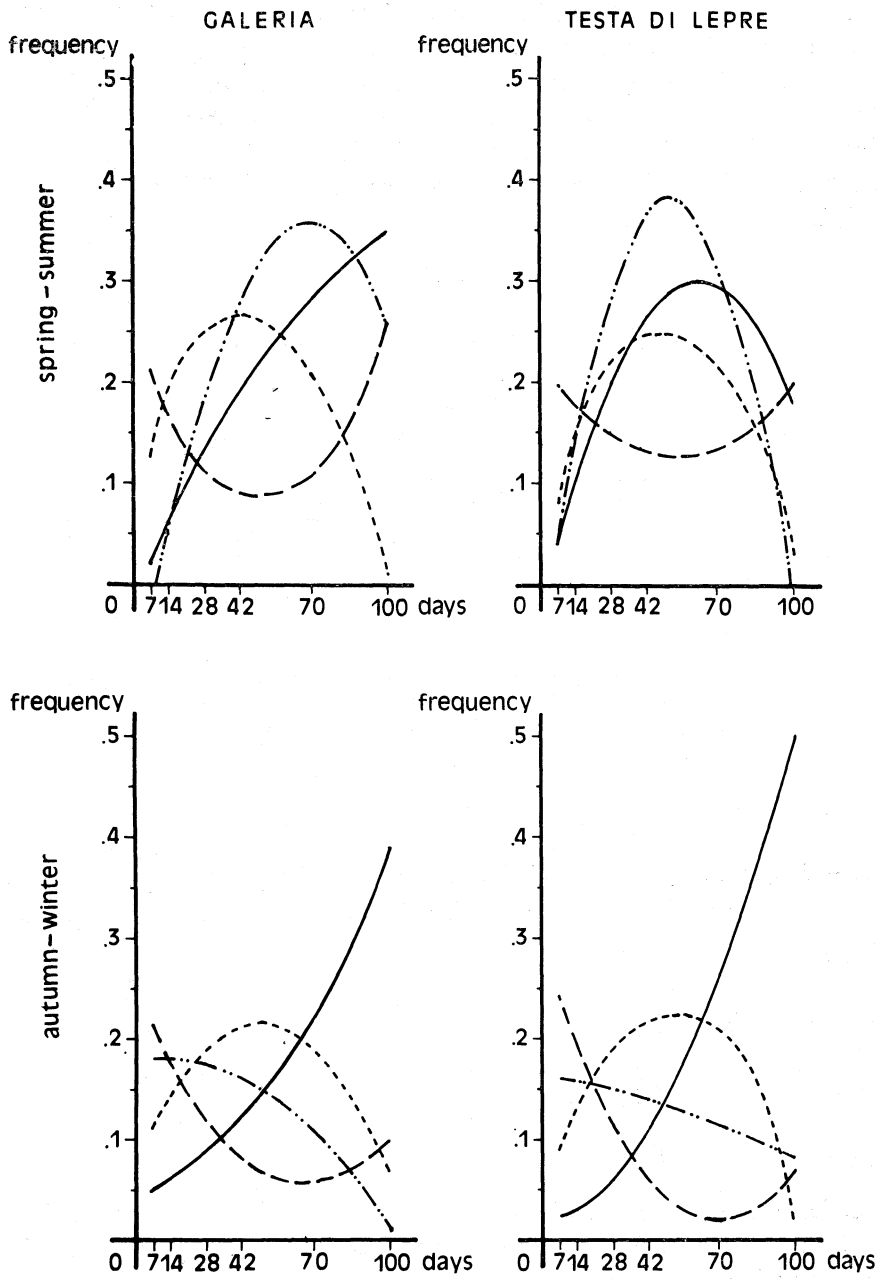 GALERIA
TESTA DI LEPRE
frequency
frequency
.5
.4
.3
.2
.1
.5
.4
.3
.2
.1
spring – summer
0 7 14 28 42 70 100 days
0 7 14 28 42 70 100 days
frequency
frequency
.5
.4
.3
.2
.1
.5
.4
.3
.2
.1
autumn–winter
0 7 14 28 42 70 100 days
0 7 14 28 42 70 100 days